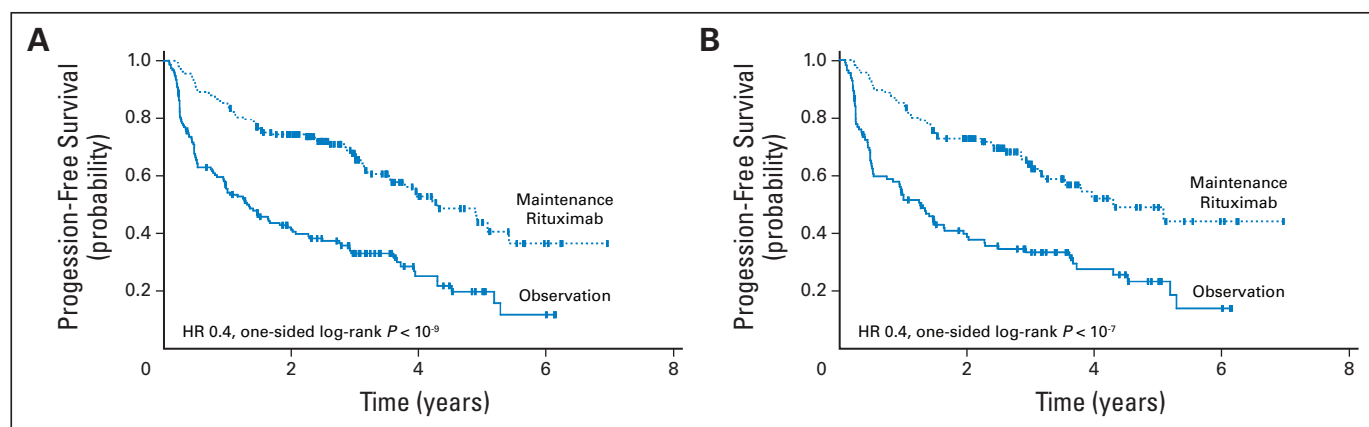 A
Progession-Free Survival
(probability)
1.0
0.8
0.6
0.4
0.2
0
2
4
6
8
Time (years)
Maintenance
Rituximab
Observation
HR 0.4, one-sided log-rank P < 10⁻⁹
B
Progession-Free Survival
(probability)
1.0
0.8
0.6
0.4
0.2
0
2
4
6
8
Time (years)
Maintenance
Rituximab
Observation
HR 0.4, one-sided log-rank P < 10⁻⁷